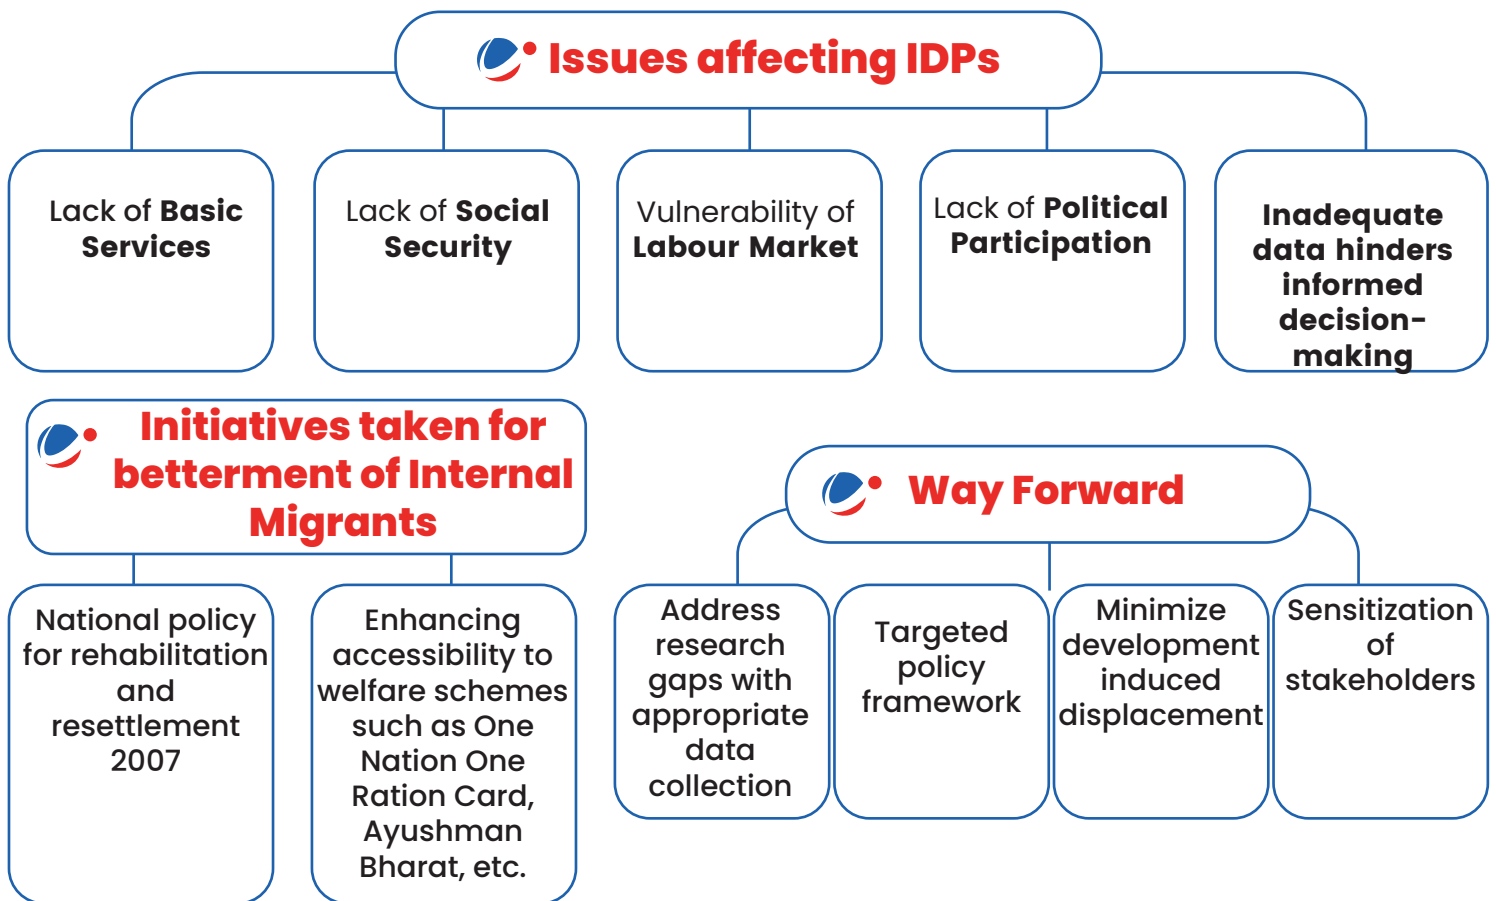 Issues affecting IDPs
Lack of Basic
Services
Lack of Social
Security
Vulnerability of
Labour Market
Lack of Political
Participation
Inadequate
data hinders
informed
decision-
making
Initiatives taken for
betterment of Internal
Migrants
National policy
for rehabilitation
and
resettlement
2007
Enhancing
accessibility to
welfare schemes
such as One
Nation One
Ration Card,
Ayushman
Bharat, etc.
Way Forward
Address
research
gaps with
appropriate
data
collection
Targeted
policy
framework
Minimize
development
induced
displacement
Sensitization
of
stakeholders